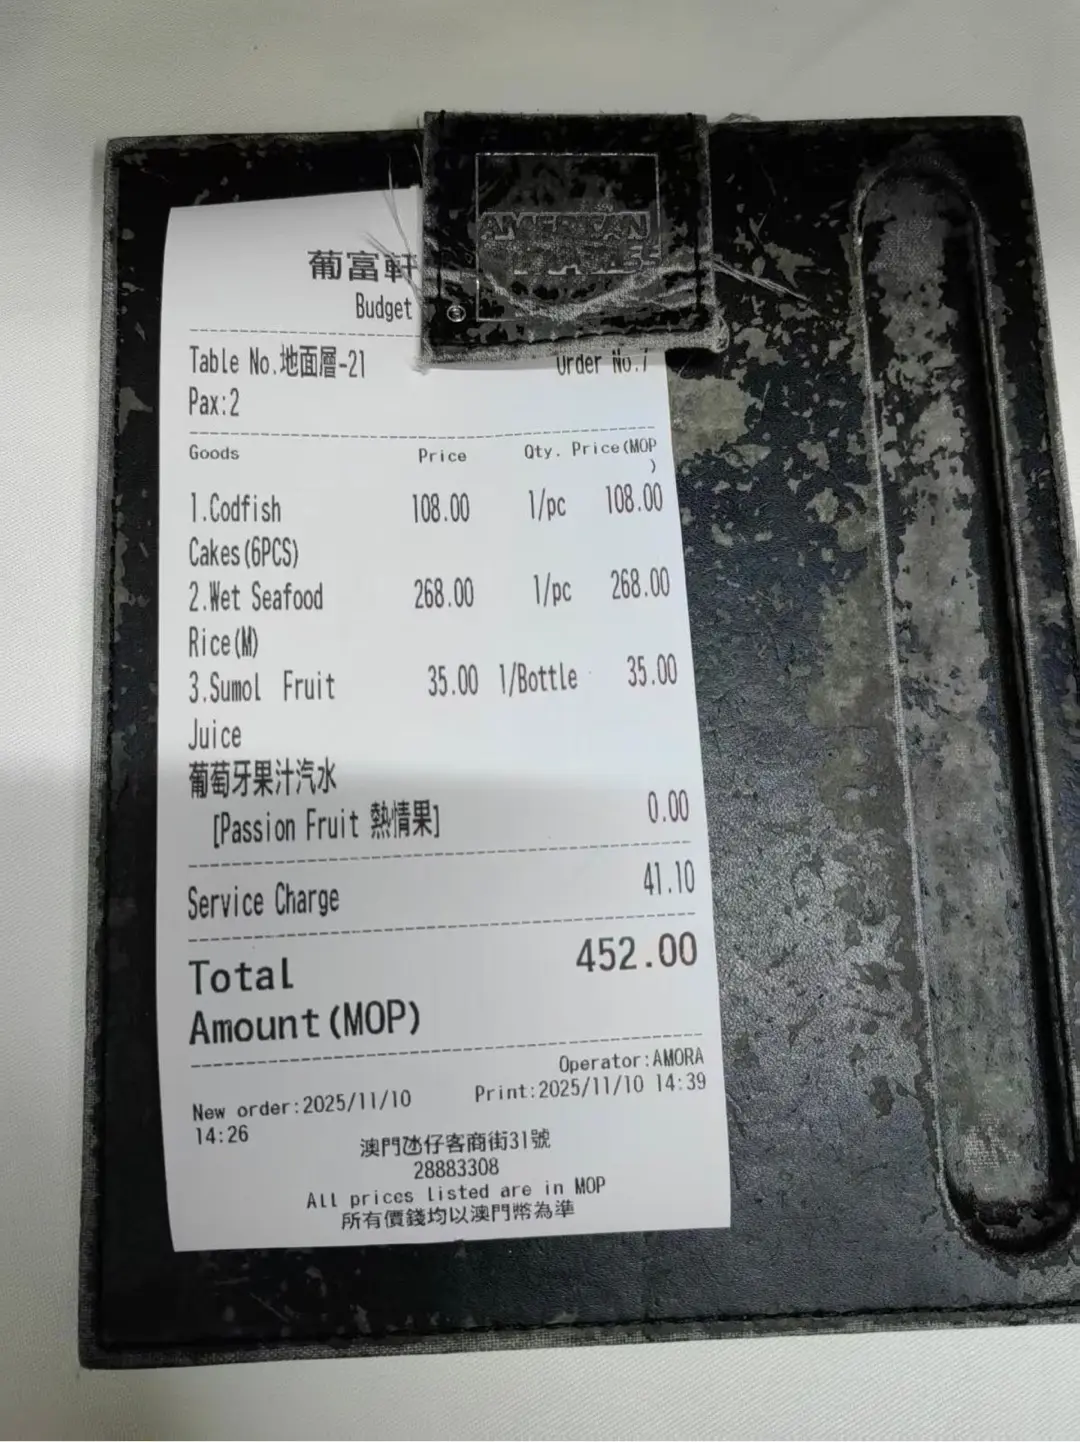 AMERICAN
EXPRESS
®
葡富軒
Budget
Table No.地面層-21 Order No.7
Pax:2
Goods Price Qty. Price(MOP
)
1.Codfish 108.00 1/pc 108.00
Cakes(6PCS)
2.Wet Seafood 268.00 1/pc 268.00
Rice(M)
3.Sumol Fruit 35.00 1/Bottle 35.00
Juice
葡萄牙果汁汽水
[Passion Fruit 熱情果] 0.00
Service Charge 41.10
Total 452.00
Amount(MOP)
Operator:AMORA
New order:2025/11/10 Print:2025/11/10 14:39
14:26
澳門氹仔客商街31號
28883308
All prices listed are in MOP
所有價錢均以澳門幣為準